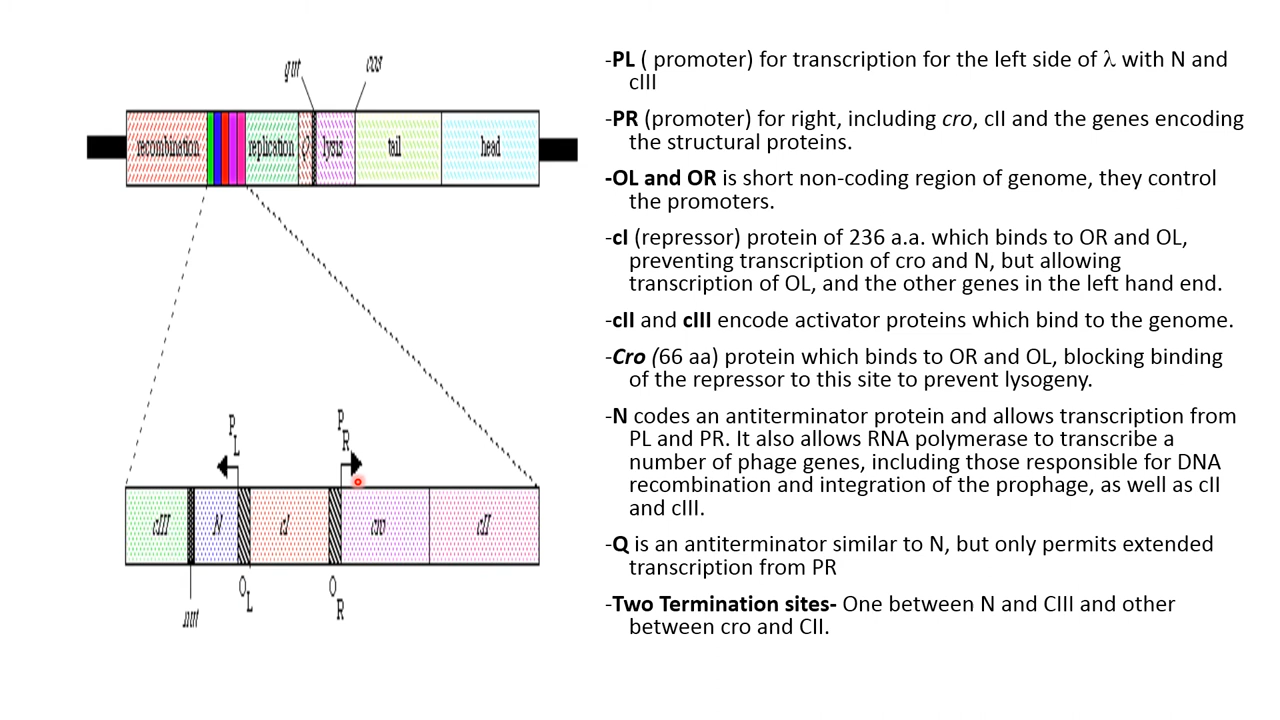 qut
cos
recombination
replication
Q
lysis
tail
head
P
L
P
R
cIII
N
cI
cro
cII
O
L
O
R
nut
-PL ( promoter) for transcription for the left side of λ with N and
cIII
-PR (promoter) for right, including cro, cII and the genes encoding
the structural proteins.
-OL and OR is short non-coding region of genome, they control
the promoters.
-cI (repressor) protein of 236 a.a. which binds to OR and OL,
preventing transcription of cro and N, but allowing
transcription of OL, and the other genes in the left hand end.
-cII and cIII encode activator proteins which bind to the genome.
-Cro (66 aa) protein which binds to OR and OL, blocking binding
of the repressor to this site to prevent lysogeny.
-N codes an antiterminator protein and allows transcription from
PL and PR. It also allows RNA polymerase to transcribe a
number of phage genes, including those responsible for DNA
recombination and integration of the prophage, as well as cII
and cIII.
-Q is an antiterminator similar to N, but only permits extended
transcription from PR
-Two Termination sites- One between N and CIII and other
between cro and CII.